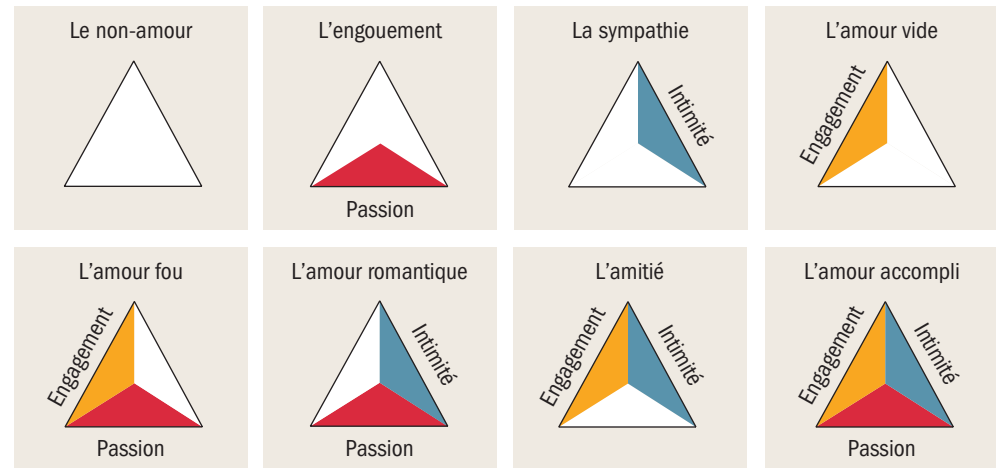 Le non-amour
L'engouement
Passion
La sympathie
Intimité
L'amour vide
Engagement
L'amour fou
Engagement
Passion
L'amour romantique
Intimité
Passion
L'amitié
Engagement
Intimité
L'amour accompli
Engagement
Intimité
Passion